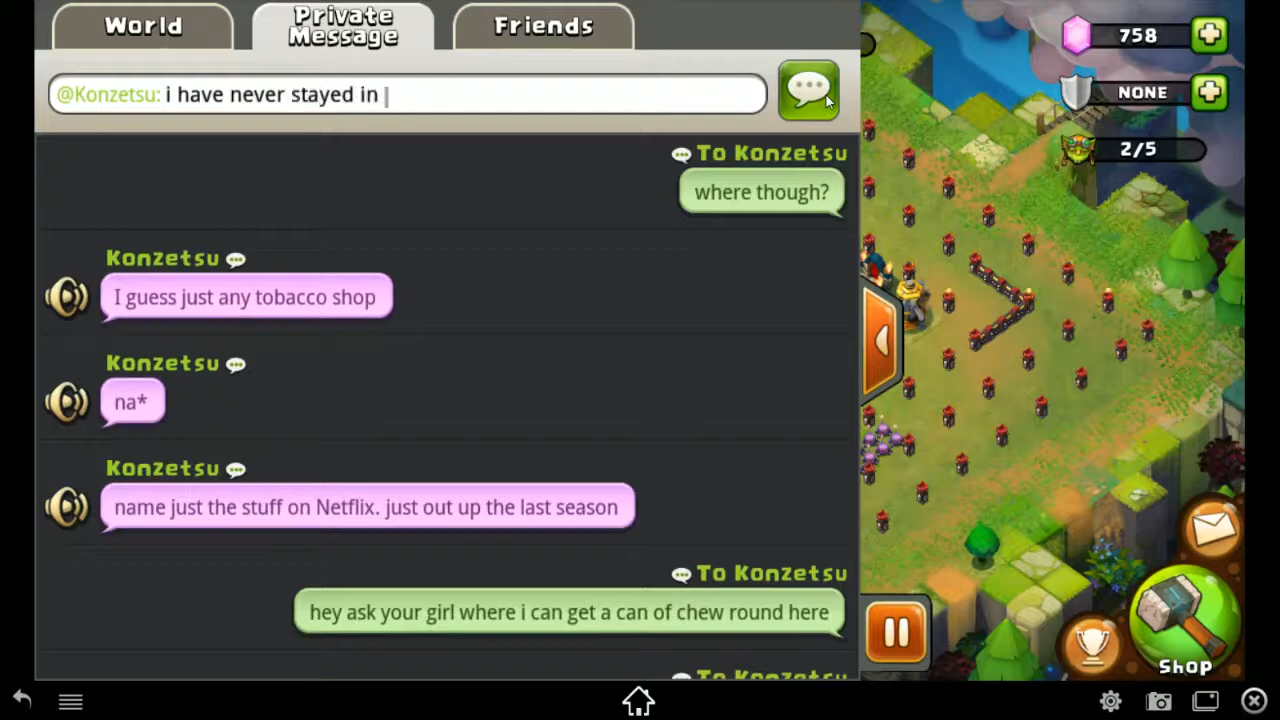 World
Private
Message
Friends
758
@Konzetsu: i have never stayed in
NONE
To Konzetsu
2/5
where though?
Konzetsu
I guess just any tobacco shop
Konzetsu
na*
Konzetsu
name just the stuff on Netflix. just out up the last season
To Konzetsu
hey ask your girl where i can get a can of chew round here
To Konzetsu
Shop